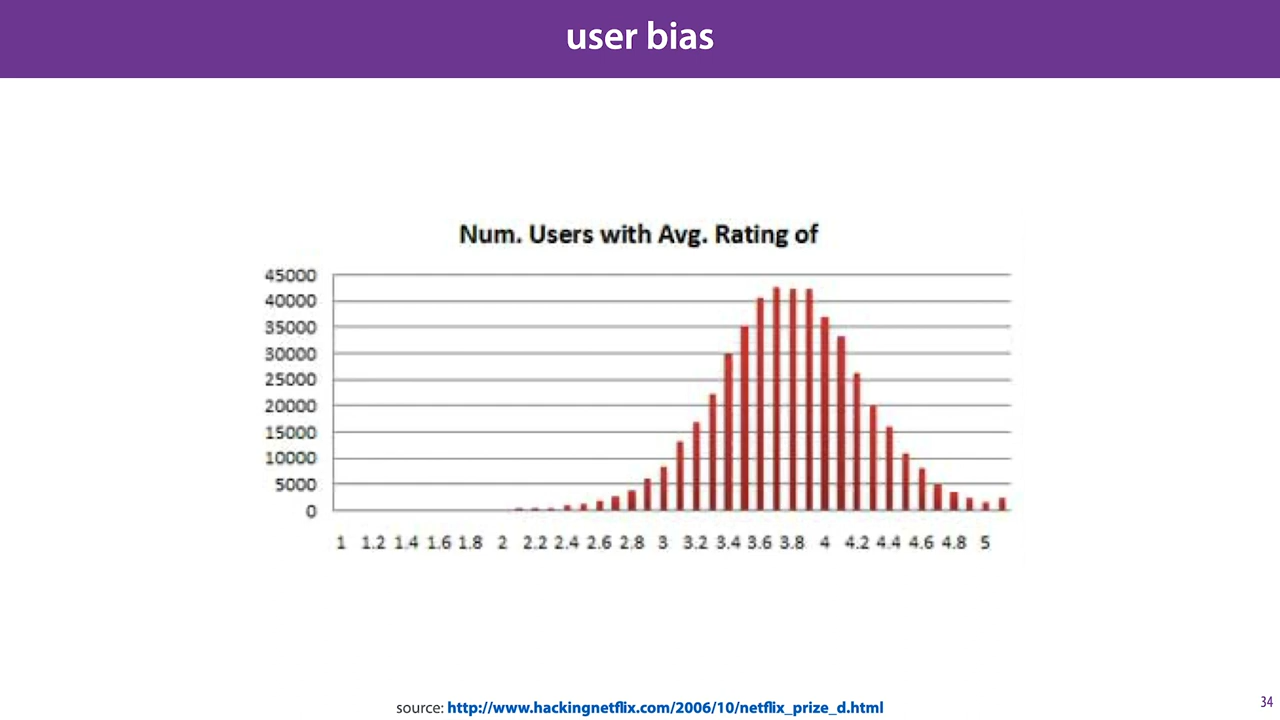 user bias
Num. Users with Avg. Rating of
45000
40000
35000
30000
25000
20000
15000
10000
5000
0
1 1.2 1.4 1.6 1.8 2 2.2 2.4 2.6 2.8 3 3.2 3.4 3.6 3.8 4 4.2 4.4 4.6 4.8 5
source: http://www.hackingnetflix.com/2006/10/netflix_prize_d.html
34